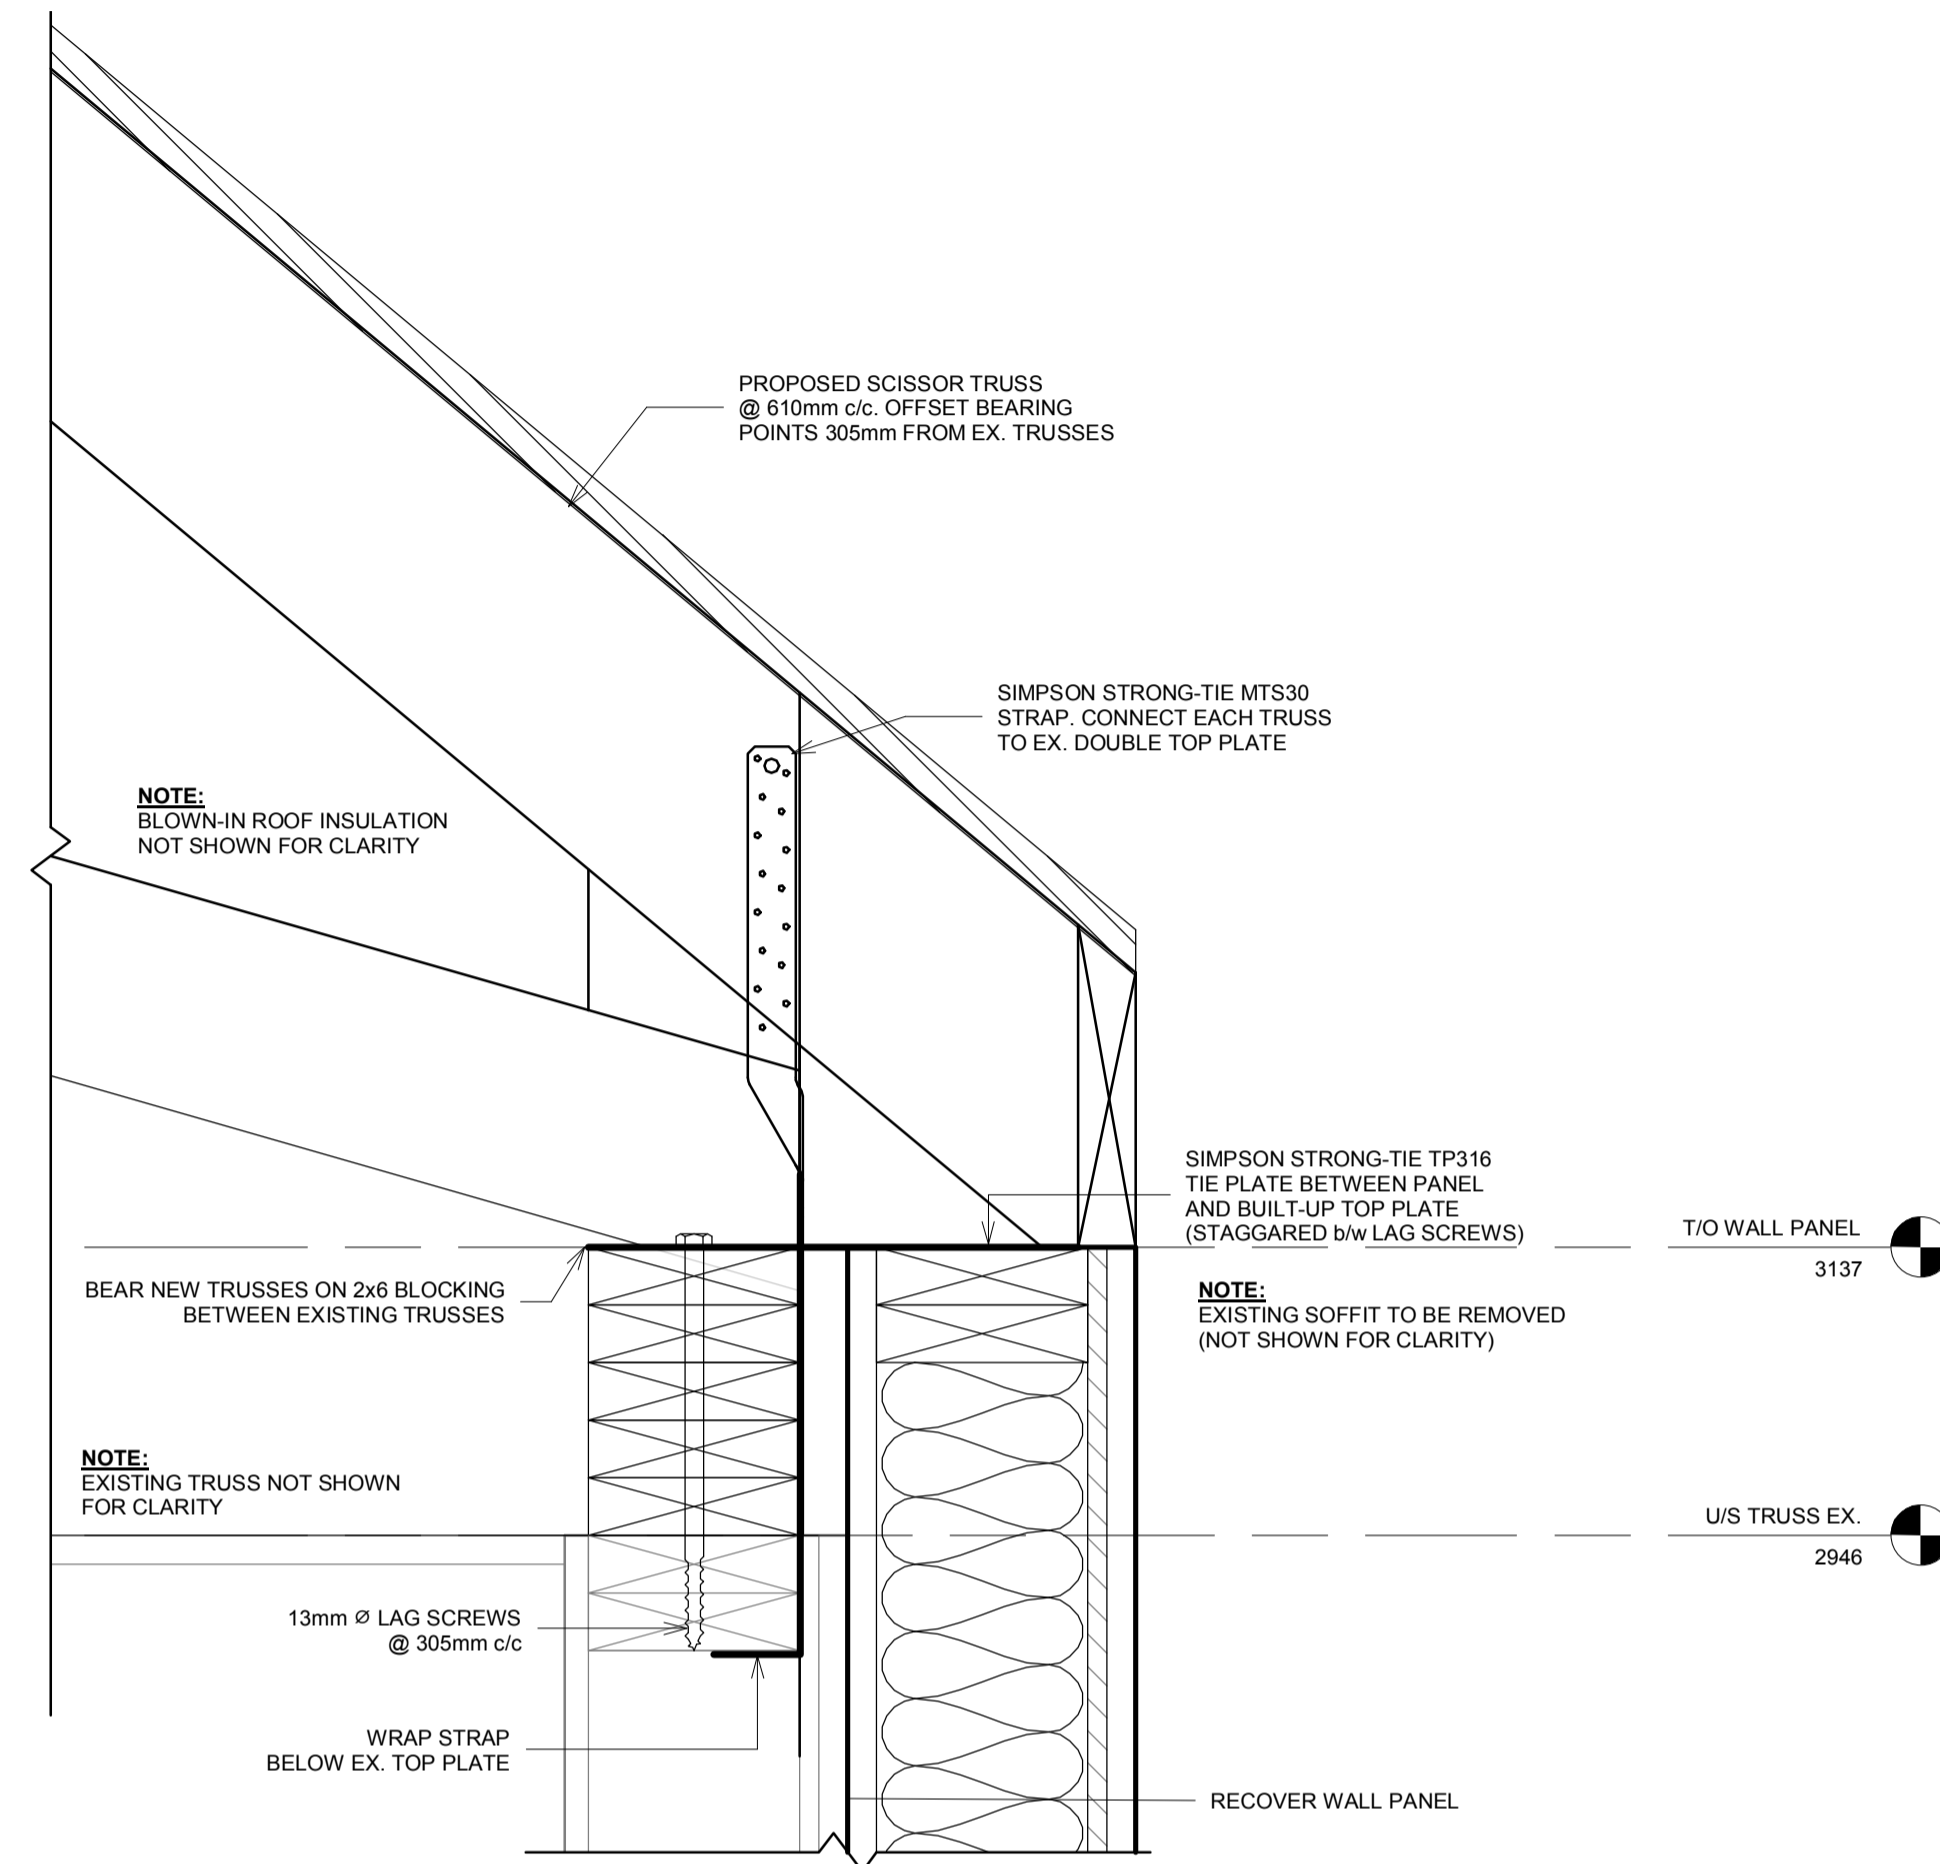 PROPOSED SCISSOR TRUSS
@ 610mm c/c. OFFSET BEARING
POINTS 305mm FROM EX. TRUSSES
SIMPSON STRONG-TIE MTS30
STRAP. CONNECT EACH TRUSS
TO EX. DOUBLE TOP PLATE
NOTE:
BLOWN-IN ROOF INSULATION
NOT SHOWN FOR CLARITY
SIMPSON STRONG-TIE TP316
TIE PLATE BETWEEN PANEL
AND BUILT-UP TOP PLATE
(STAGGARED b/w LAG SCREWS)
T/O WALL PANEL
3137
BEAR NEW TRUSSES ON 2x6 BLOCKING
BETWEEN EXISTING TRUSSES
NOTE:
EXISTING SOFFIT TO BE REMOVED
(NOT SHOWN FOR CLARITY)
NOTE:
EXISTING TRUSS NOT SHOWN
FOR CLARITY
U/S TRUSS EX.
2946
13mm ∅ LAG SCREWS
@ 305mm c/c
WRAP STRAP
BELOW EX. TOP PLATE
RECOVER WALL PANEL